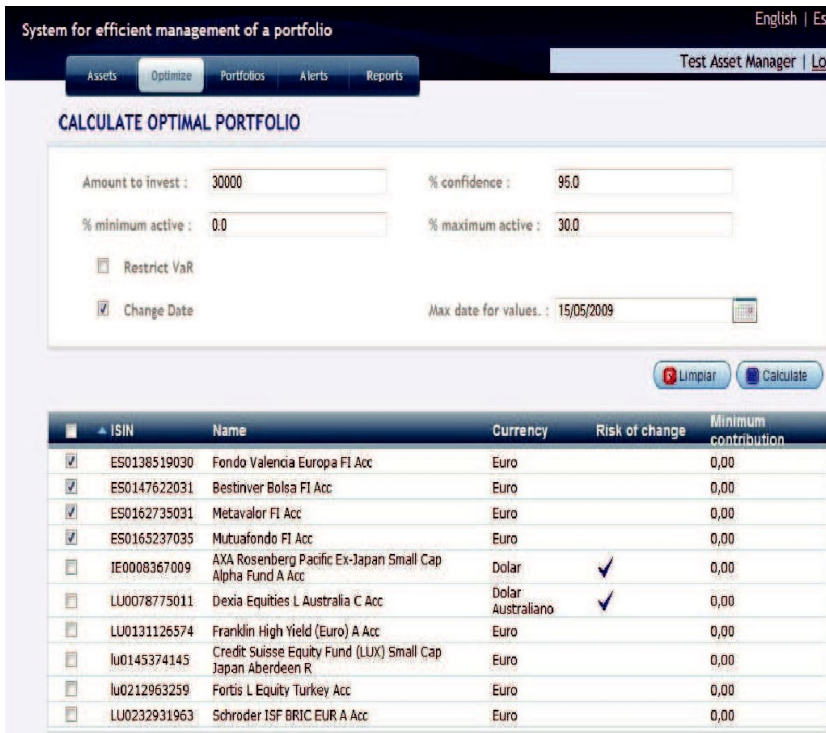 English | Es
System for efficient management of a portfolio
Test Asset Manager | Lo
Assets Optimize Portfolios Alerts Reports
CALCULATE OPTIMAL PORTFOLIO
Amount to invest : 30000 % confidence : 95.0
% minimum active : 0.0 % maximum active : 30.0
Restrict VaR
Change Date Max date for values. : 15/05/2009
Limpiar Calculate
ISIN Name Currency Risk of change Minimum contribution
ES0138519030 Fondo Valencia Europa FI Acc Euro 0,00
ES0147622031 Bestinver Bolsa FI Acc Euro 0,00
ES0162735031 Metavalor FI Acc Euro 0,00
ES0165237035 Mutuafondo FI Acc Euro 0,00
IE0008367009 AXA Rosenberg Pacific Ex-Japan Small Cap Alpha Fund A Acc Dolar 0,00
LU0078775011 Dexia Equities L Australia C Acc Dolar Australiano 0,00
LU0131126574 Franklin High Yield (Euro) A Acc Euro 0,00
lu0145374145 Credit Suisse Equity Fund (LUX) Small Cap Japan Aberdeen R Euro 0,00
lu0212963259 Fortis L Equity Turkey Acc Euro 0,00
LU0232931963 Schroder ISF BRIC EUR A Acc Euro 0,00